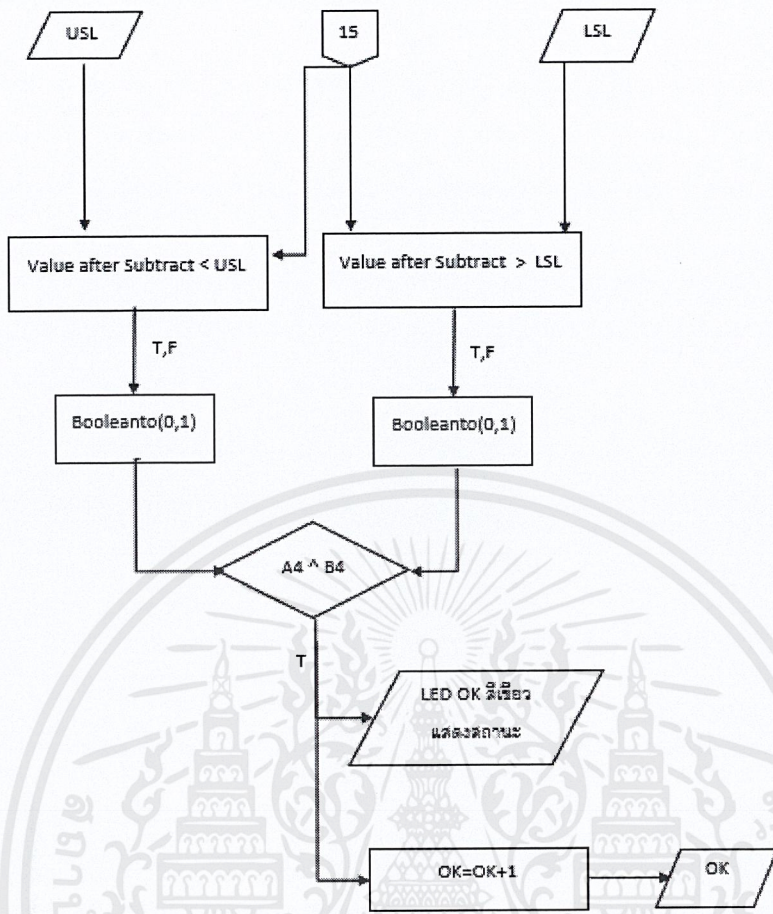 USL
15
LSL
Value after Subtract < USL
Value after Subtract > LSL
T,F
T,F
Booleanto(0,1)
Booleanto(0,1)
A4 ^ B4
T
LED OK สีเขียว
แสดงสถานะ
OK=OK+1
OK